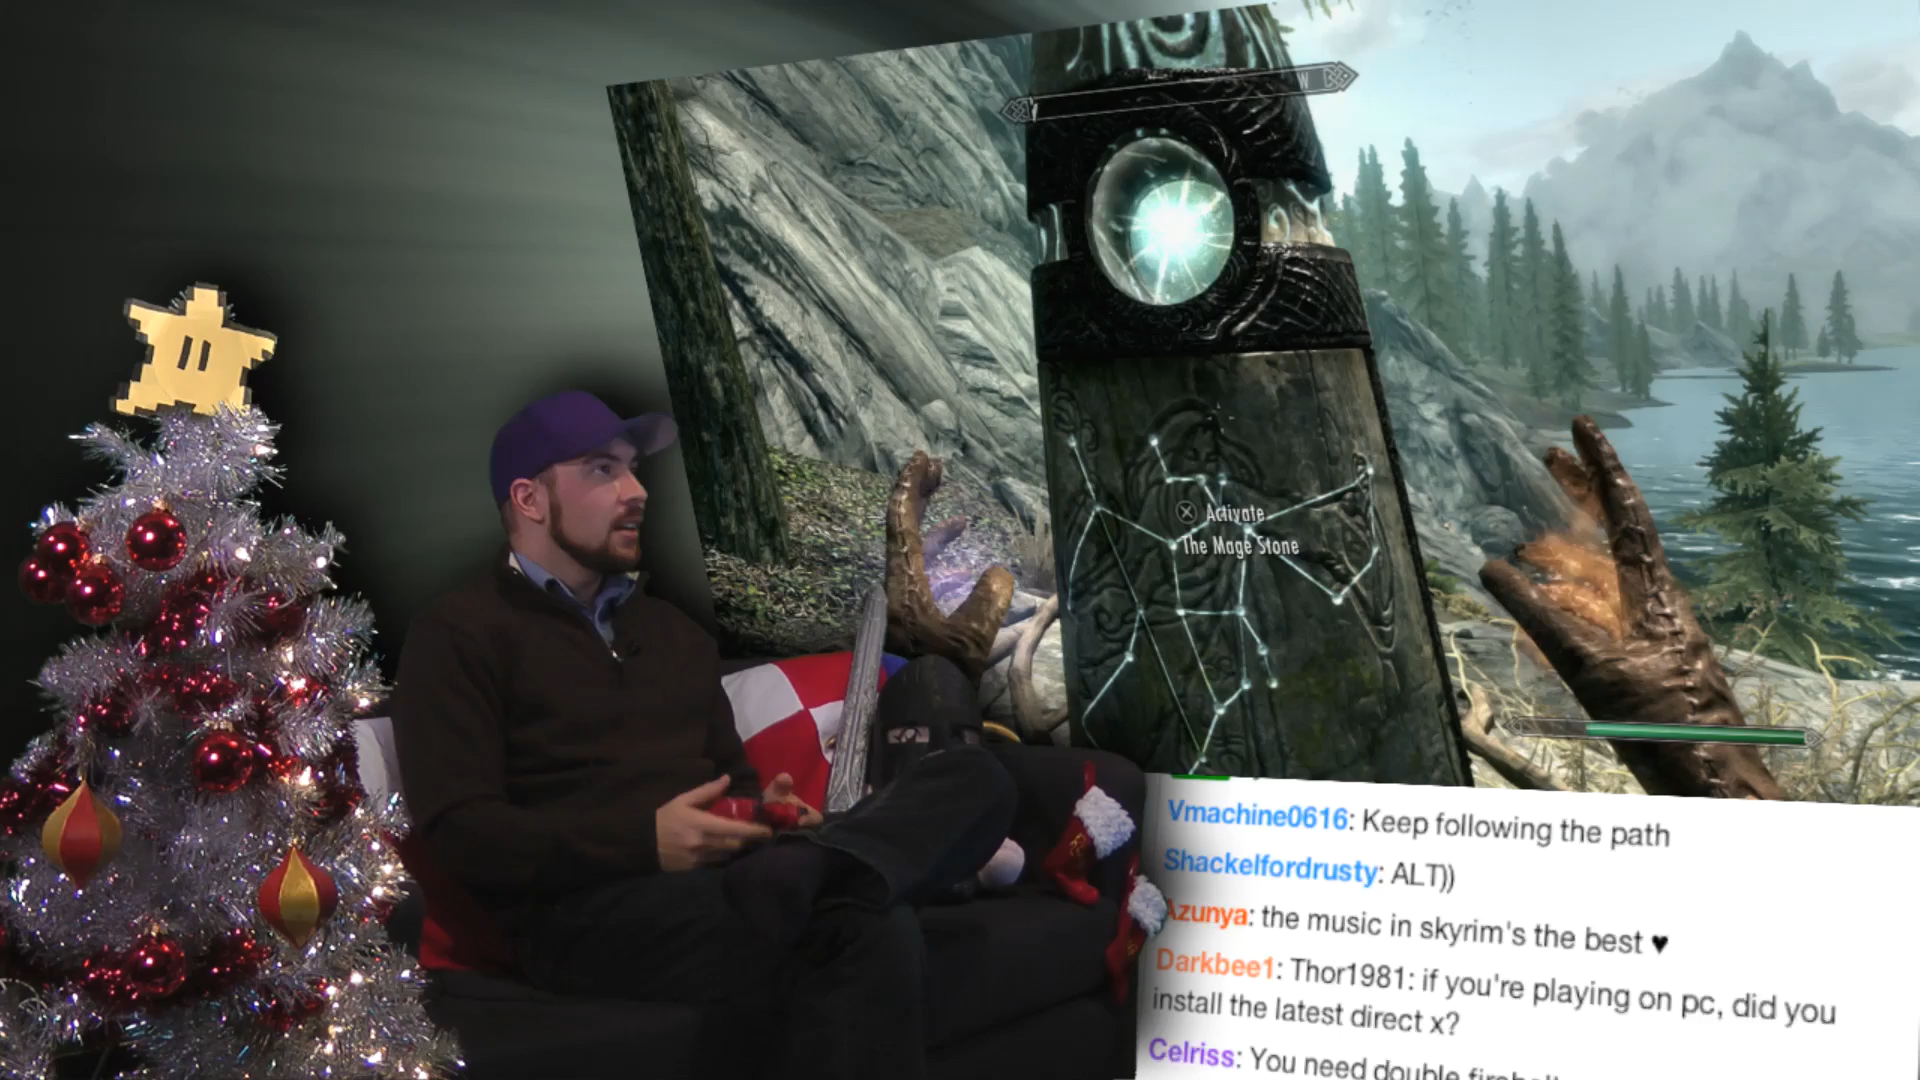 W
Activate
The Mage Stone
Vmachine0616: Keep following the path
Shackelfordrusty: ALT))
Azunya: the music in skyrim's the best ♥
Darkbee1: Thor1981: if you're playing on pc, did you
install the latest direct x?
Celriss: You need double